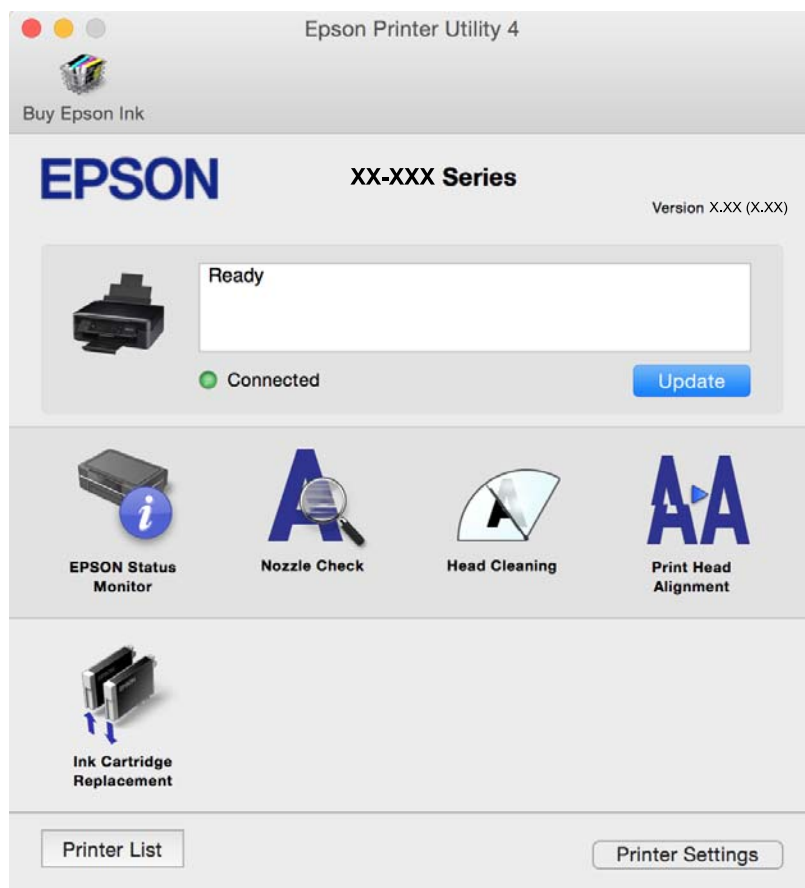 Epson Printer Utility 4
Buy Epson Ink
EPSON
XX-XXX Series
Version X.XX (X.XX)
Ready
Connected
Update
EPSON Status
Monitor
Nozzle Check
Head Cleaning
Print Head
Alignment
Ink Cartridge
Replacement
Printer List
Printer Settings